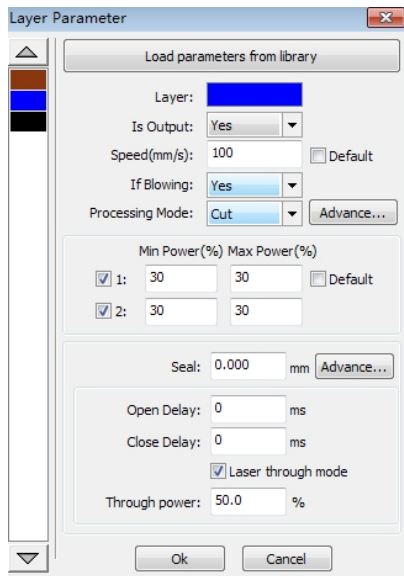 Layer Parameter
Load parameters from library
Layer:
Is Output: Yes
Speed(mm/s): 100 Default
If Blowing: Yes
Processing Mode: Cut Advance...
Min Power(%) Max Power(%)
1: 30 30 Default
2: 30 30
Seal: 0.000 mm Advance...
Open Delay: 0 ms
Close Delay: 0 ms
Laser through mode
Through power: 50.0 %
Ok Cancel